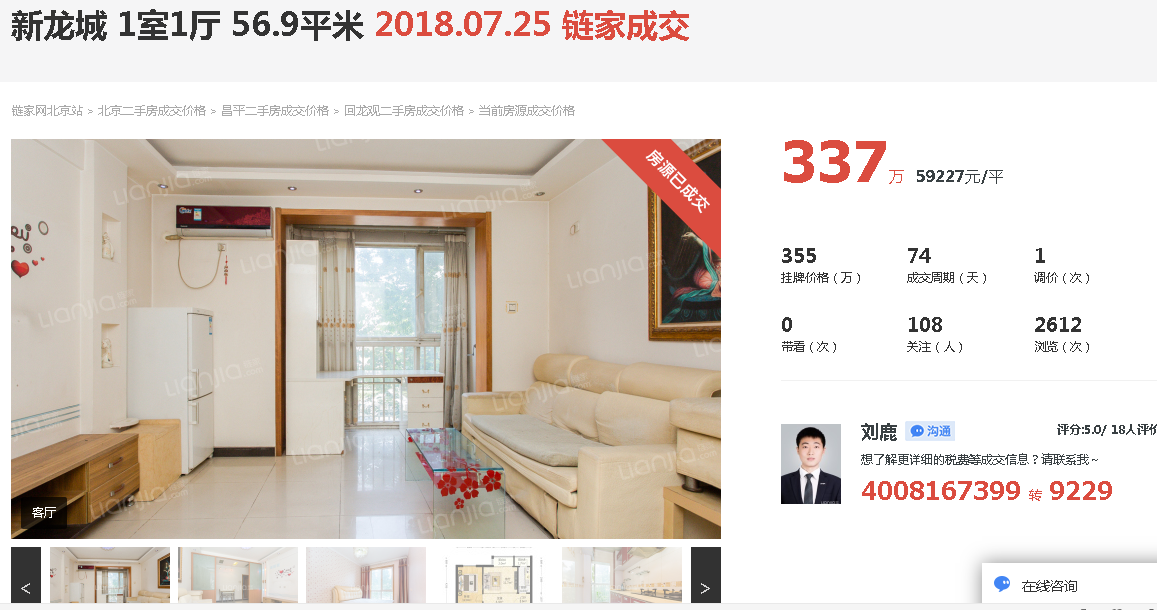 新龙城 1室1厅 56.9平米 2018.07.25 链家成交
链家网北京站 > 北京二手房成交价格 > 昌平二手房成交价格 > 回龙观二手房成交价格 > 当前房源成交价格
房源已成交
337 万 59227元/平
355 74 1
挂牌价格（万） 成交周期（天） 调价（次）
0 108 2612
带看（次） 关注（人） 浏览（次）
刘鹿 沟通 评分:5.0/ 18人评价
想了解更详细的税费等成交信息？请联系我~
4008167399 转 9229
客厅
< >
在线咨询
lianjia